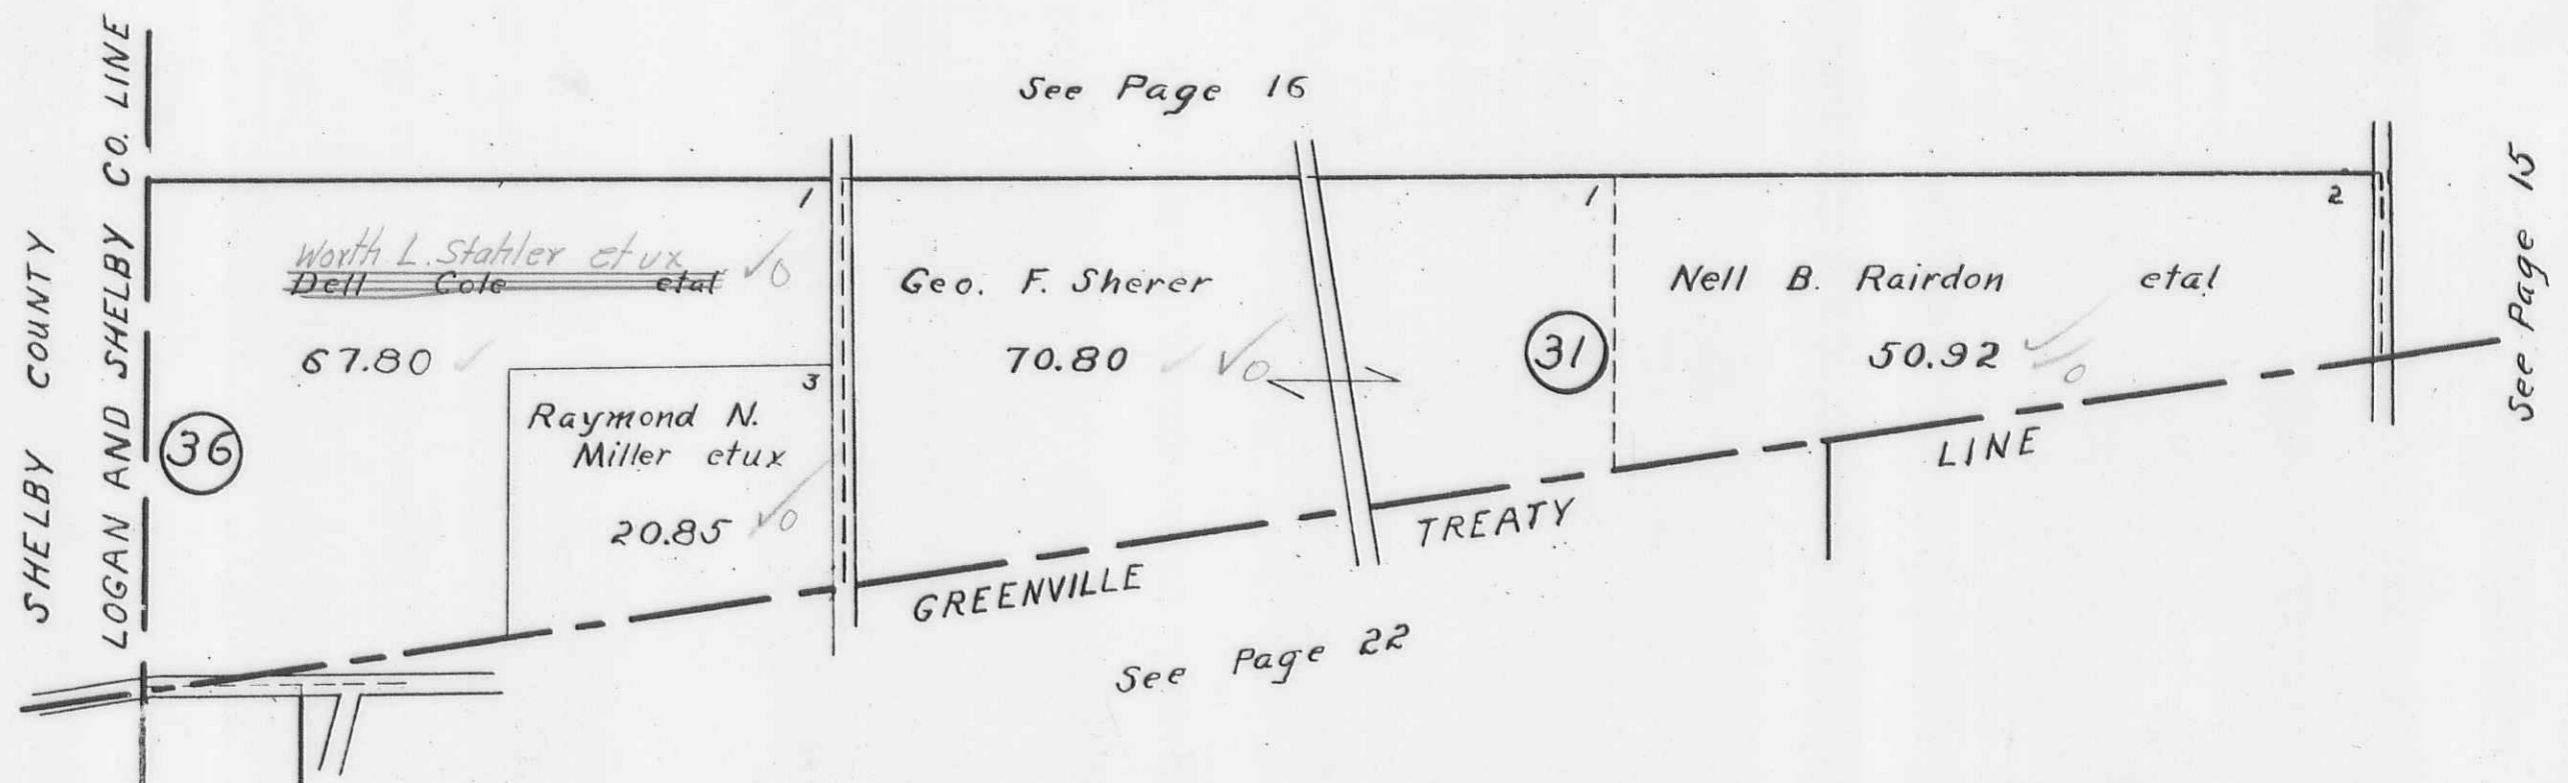 SHELBY COUNTY
LOGAN AND SHELBY CO. LINE
See Page 16
See Page 15
1
Worth L. Stahler etux
Dell Cole etal
67.80
36
3
Raymond N.
Miller etux
20.85
Geo. F. Sherer
70.80
1
31
2
Nell B. Rairdon etal
50.92
GREENVILLE TREATY LINE
See Page 22